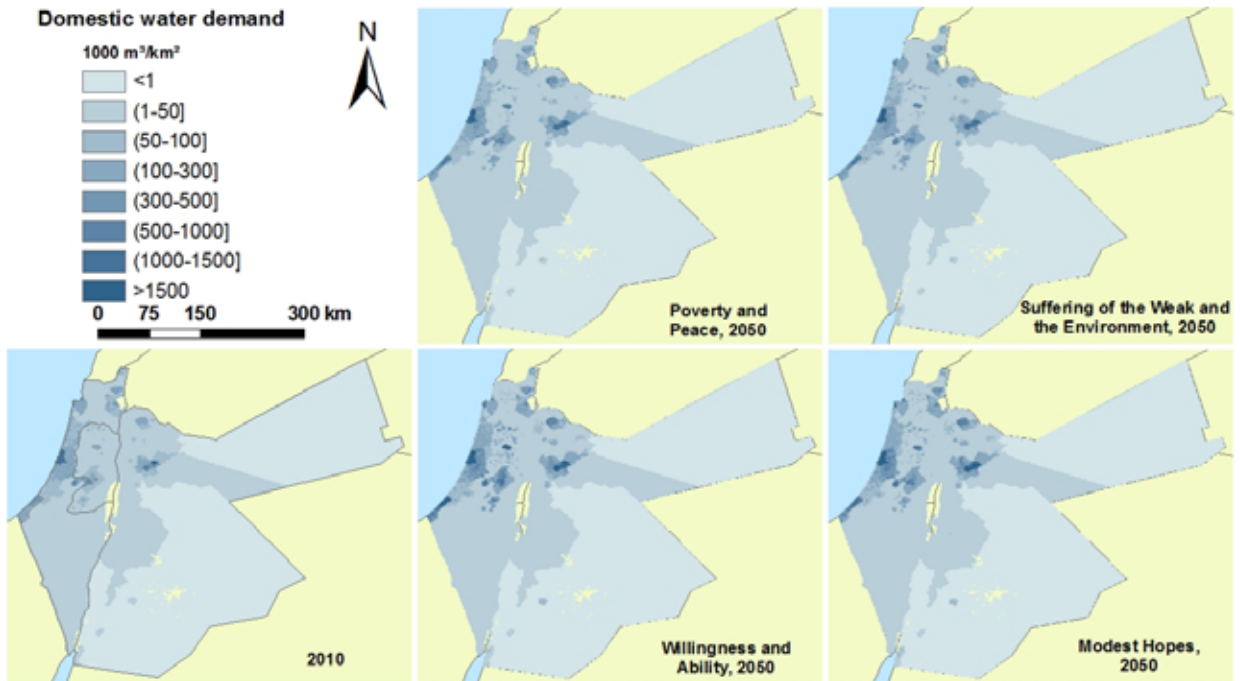 Domestic water demand
1000 m³/km²
<1
(1-50]
(50-100]
(100-300]
(300-500]
(500-1000]
(1000-1500]
>1500
0 75 150 300 km
N
Poverty and
Peace, 2050
Suffering of the Weak and
the Environment, 2050
2010
Willingness and
Ability, 2050
Modest Hopes,
2050